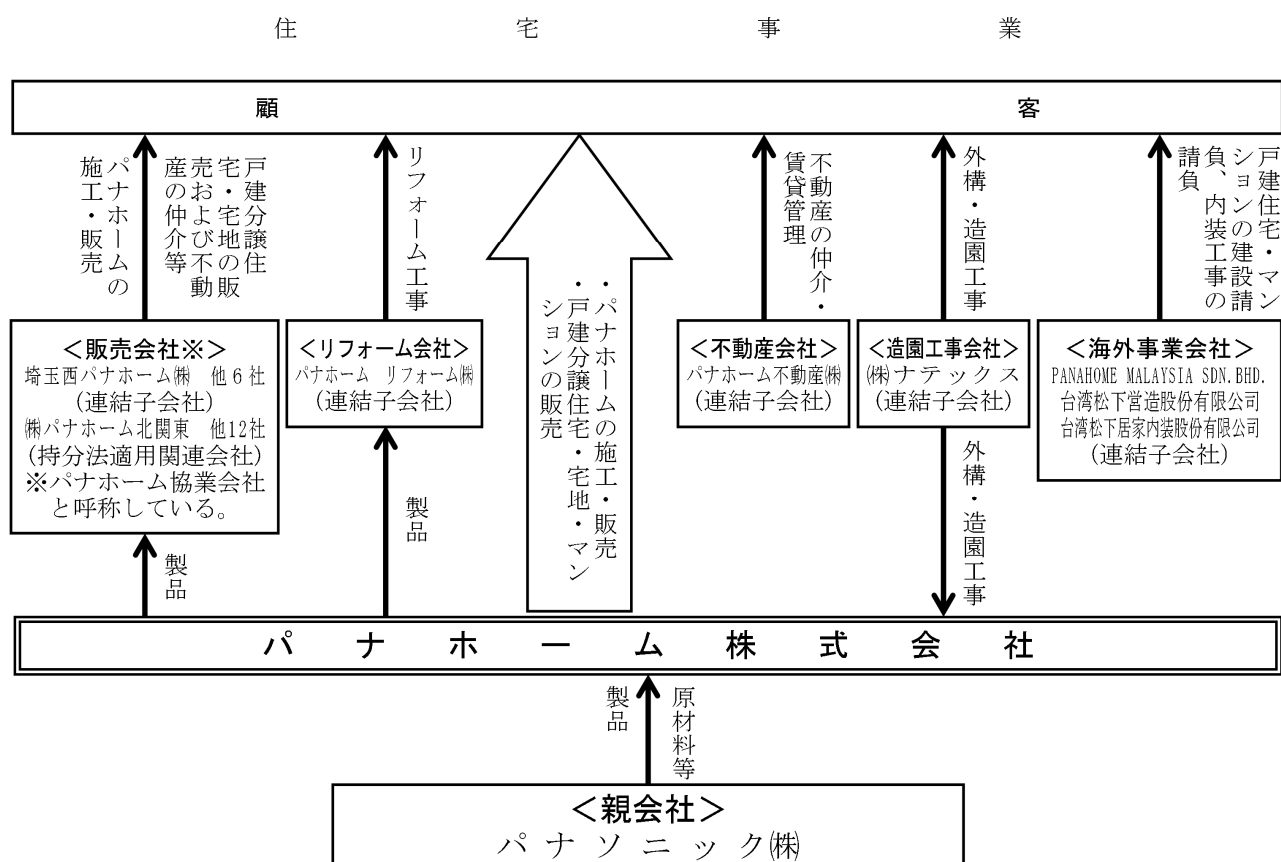 住宅事業
顧客
パナホームの
施工・販売
戸建分譲住
宅・宅地の販
売および不動
産の仲介等
リフォーム工事
・パナホームの施工・販売
・戸建分譲住宅・宅地・マン
ションの販売
不動産の仲介・
賃貸管理
外構・造園工事
戸建住宅・マン
ションの建設請
負、内装工事の
請負
＜販売会社※＞
埼玉西パナホーム㈱ 他６社
(連結子会社)
㈱パナホーム北関東 他12社
(持分法適用関連会社)
※パナホーム協業会社
と呼称している。
＜リフォーム会社＞
パナホーム リフォーム㈱
(連結子会社)
＜不動産会社＞
パナホーム不動産㈱
(連結子会社)
＜造園工事会社＞
㈱ナテックス
(連結子会社)
＜海外事業会社＞
PANAHOME MALAYSIA SDN.BHD.
台湾松下営造股份有限公司
台湾松下居家内装股份有限公司
(連結子会社)
製品
製品
外構・造園工事
パナホーム株式会社
製品
原材料等
＜親会社＞
パナソニック㈱